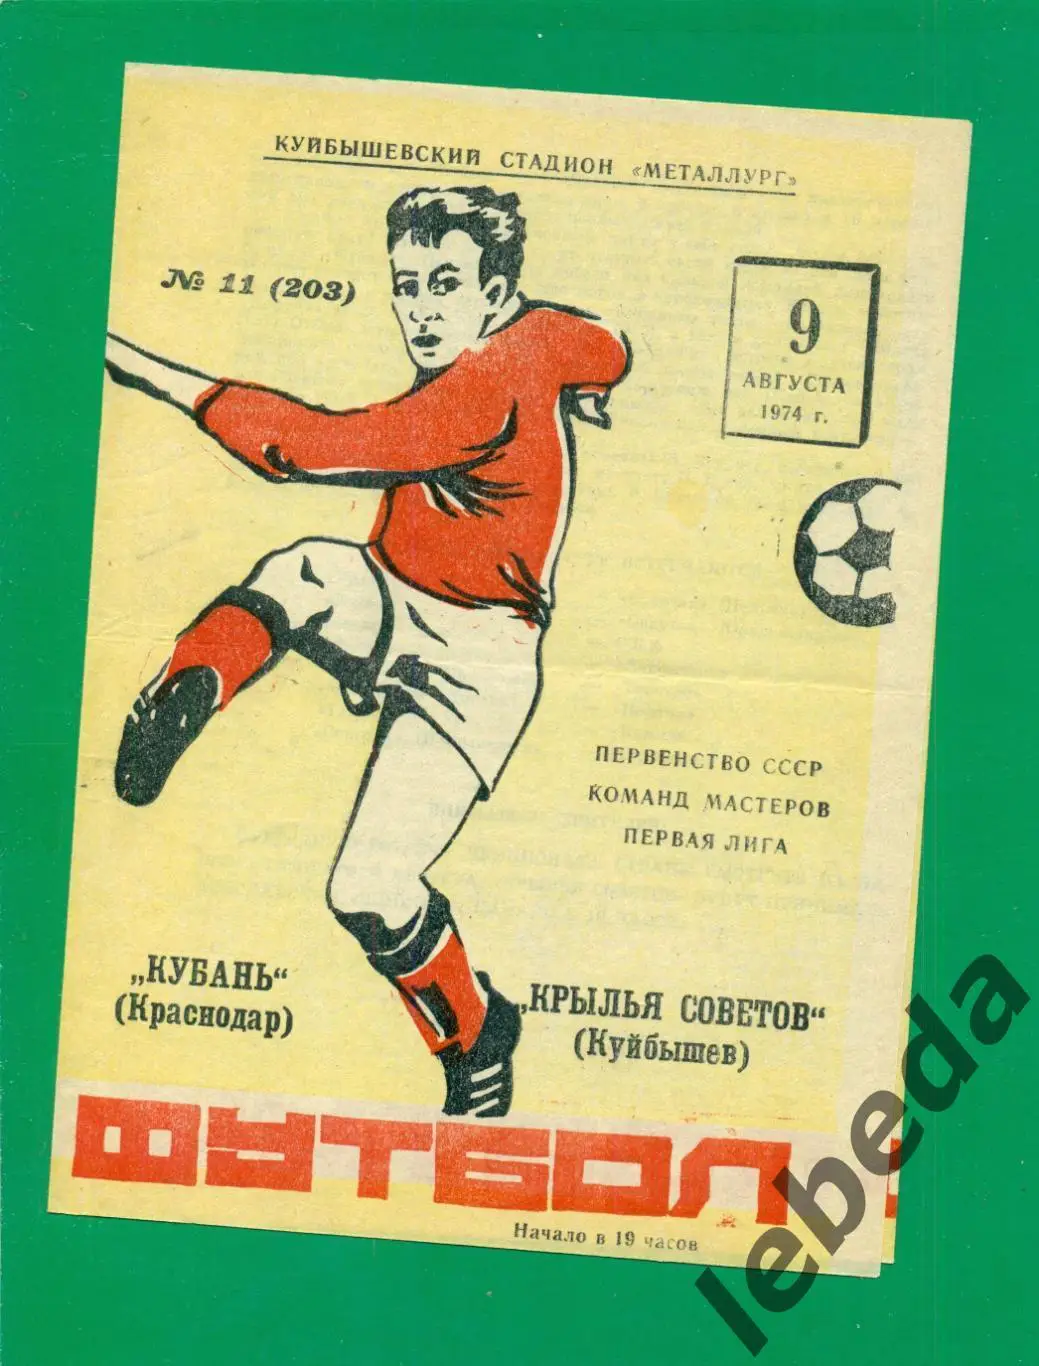 КУЙБЫШЕВСКИЙ СТАДИОН «МЕТАЛЛУРГ»
№ 11 (203)
9
АВГУСТА
1974 г.
ПЕРВЕНСТВО СССР
КОМАНД МАСТЕРОВ
ПЕРВАЯ ЛИГА
„КУБАНЬ“
(Краснодар)
„КРЫЛЬЯ СОВЕТОВ“
(Куйбышев)
ФУТБОЛ
Начало в 19 часов
lebeda